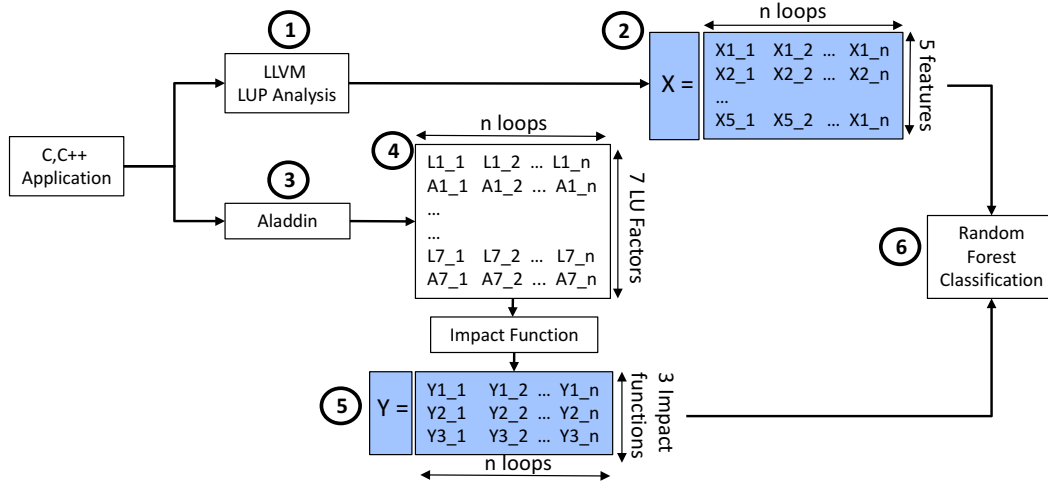 1
LLVM
LUP Analysis
2
n loops
X =
X1_1 X1_2 ... X1_n
X2_1 X2_2 ... X2_n
...
X5_1 X5_2 ... X1_n
5 features
C,C++
Application
3
Aladdin
4
n loops
L1_1 L1_2 ... L1_n
A1_1 A1_2 ... A1_n
...
...
L7_1 L7_2 ... L7_n
A7_1 A7_2 ... A7_n
7 LU Factors
Impact Function
5
Y =
Y1_1 Y1_2 ... Y1_n
Y2_1 Y2_2 ... Y2_n
Y3_1 Y3_2 ... Y3_n
3 Impact
functions
n loops
6
Random
Forest
Classification